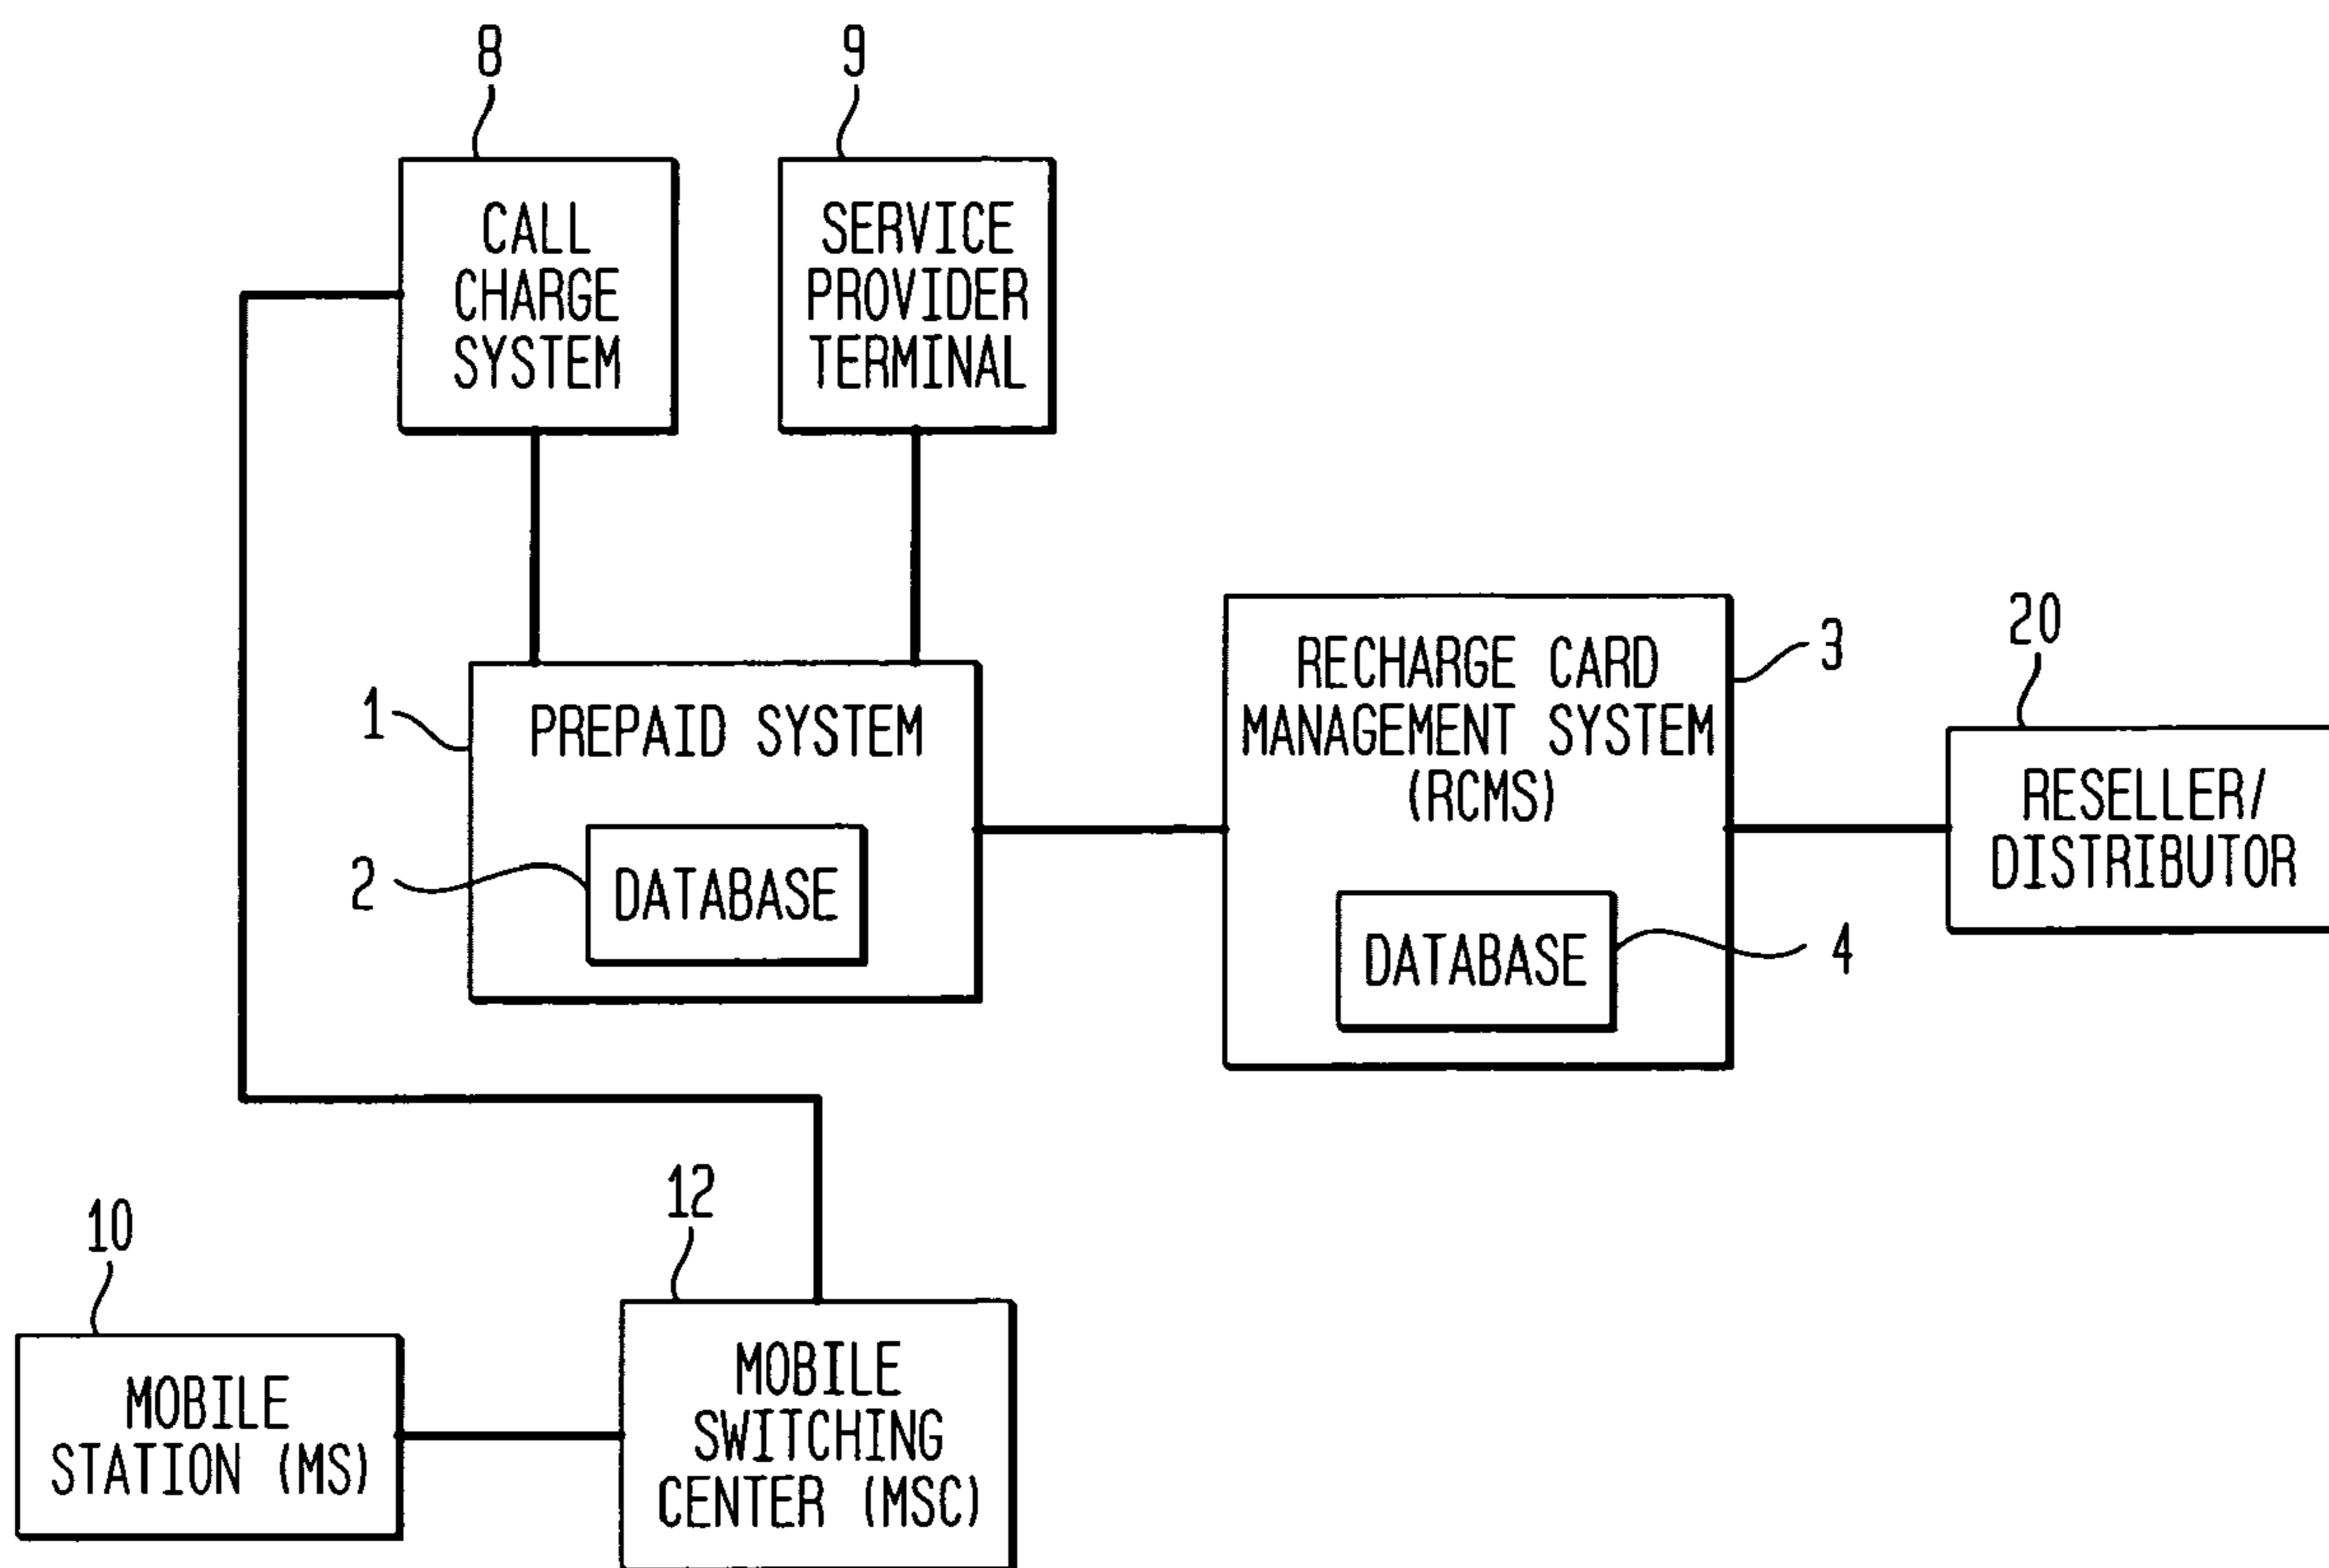 8
9
CALL
CHARGE
SYSTEM
SERVICE
PROVIDER
TERMINAL
1
PREPAID SYSTEM
2
DATABASE
RECHARGE CARD
MANAGEMENT SYSTEM
(RCMS)
3
DATABASE
4
20
RESELLER/
DISTRIBUTOR
10
MOBILE
STATION (MS)
12
MOBILE
SWITCHING
CENTER (MSC)